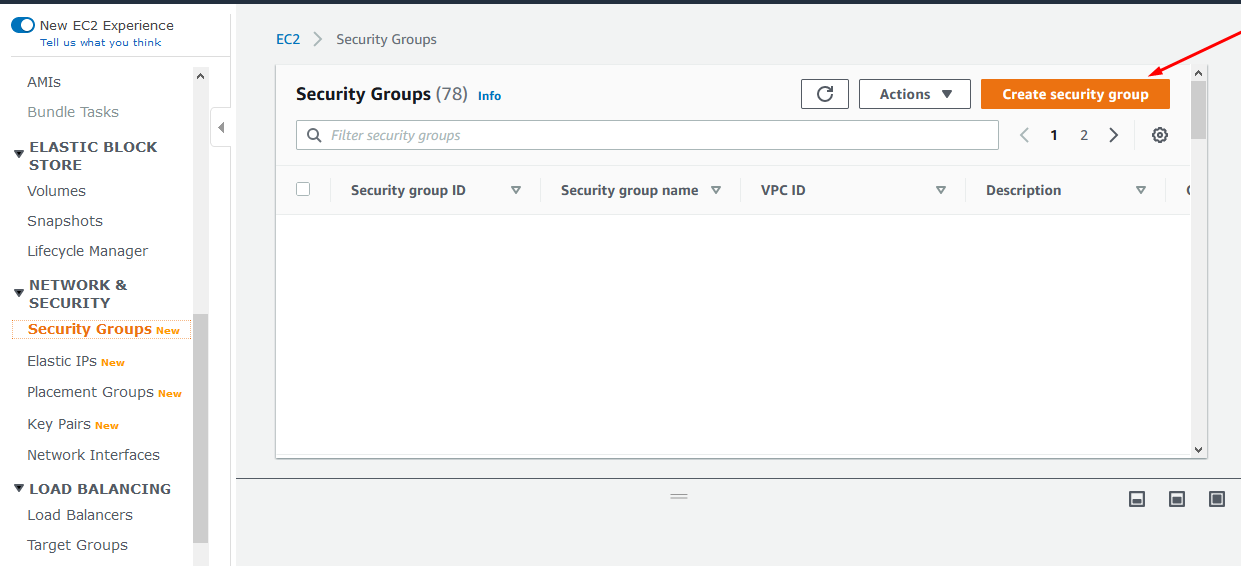 New EC2 Experience
Tell us what you think
AMIs
Bundle Tasks
ELASTIC BLOCK
STORE
Volumes
Snapshots
Lifecycle Manager
NETWORK &
SECURITY
Security Groups New
Elastic IPs New
Placement Groups New
Key Pairs New
Network Interfaces
LOAD BALANCING
Load Balancers
Target Groups
EC2 Security Groups
Security Groups (78) Info
Actions
Create security group
Filter security groups
1 2
Security group ID Security group name VPC ID Description